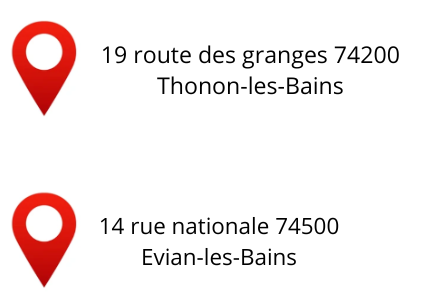 19 route des granges 74200
Thonon-les-Bains
14 rue nationale 74500
Evian-les-Bains